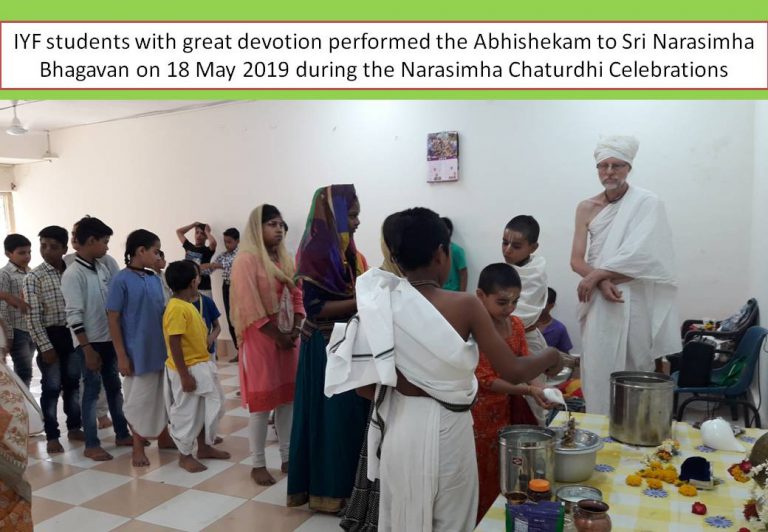 IYF students with great devotion performed the Abhishekam to Sri Narasimha
Bhagavan on 18 May 2019 during the Narasimha Chaturdhi Celebrations